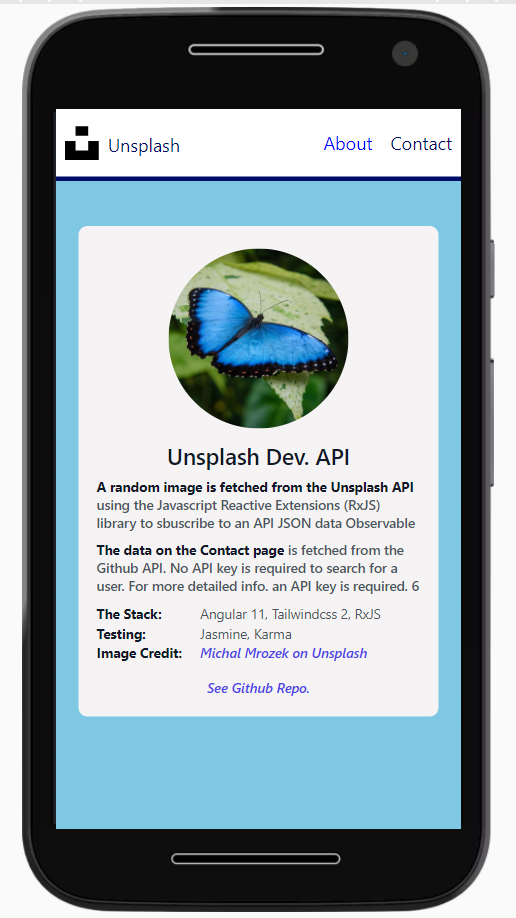 Unsplash About Contact
Unsplash Dev. API
A random image is fetched from the Unsplash API
using the Javascript Reactive Extensions (RxJS)
library to sbuscribe to an API JSON data Observable
The data on the Contact page is fetched from the
Github API. No API key is required to search for a
user. For more detailed info. an API key is required. 6
The Stack: Angular 11, Tailwindcss 2, RxJS
Testing: Jasmine, Karma
Image Credit: Michal Mrozek on Unsplash
See Github Repo.